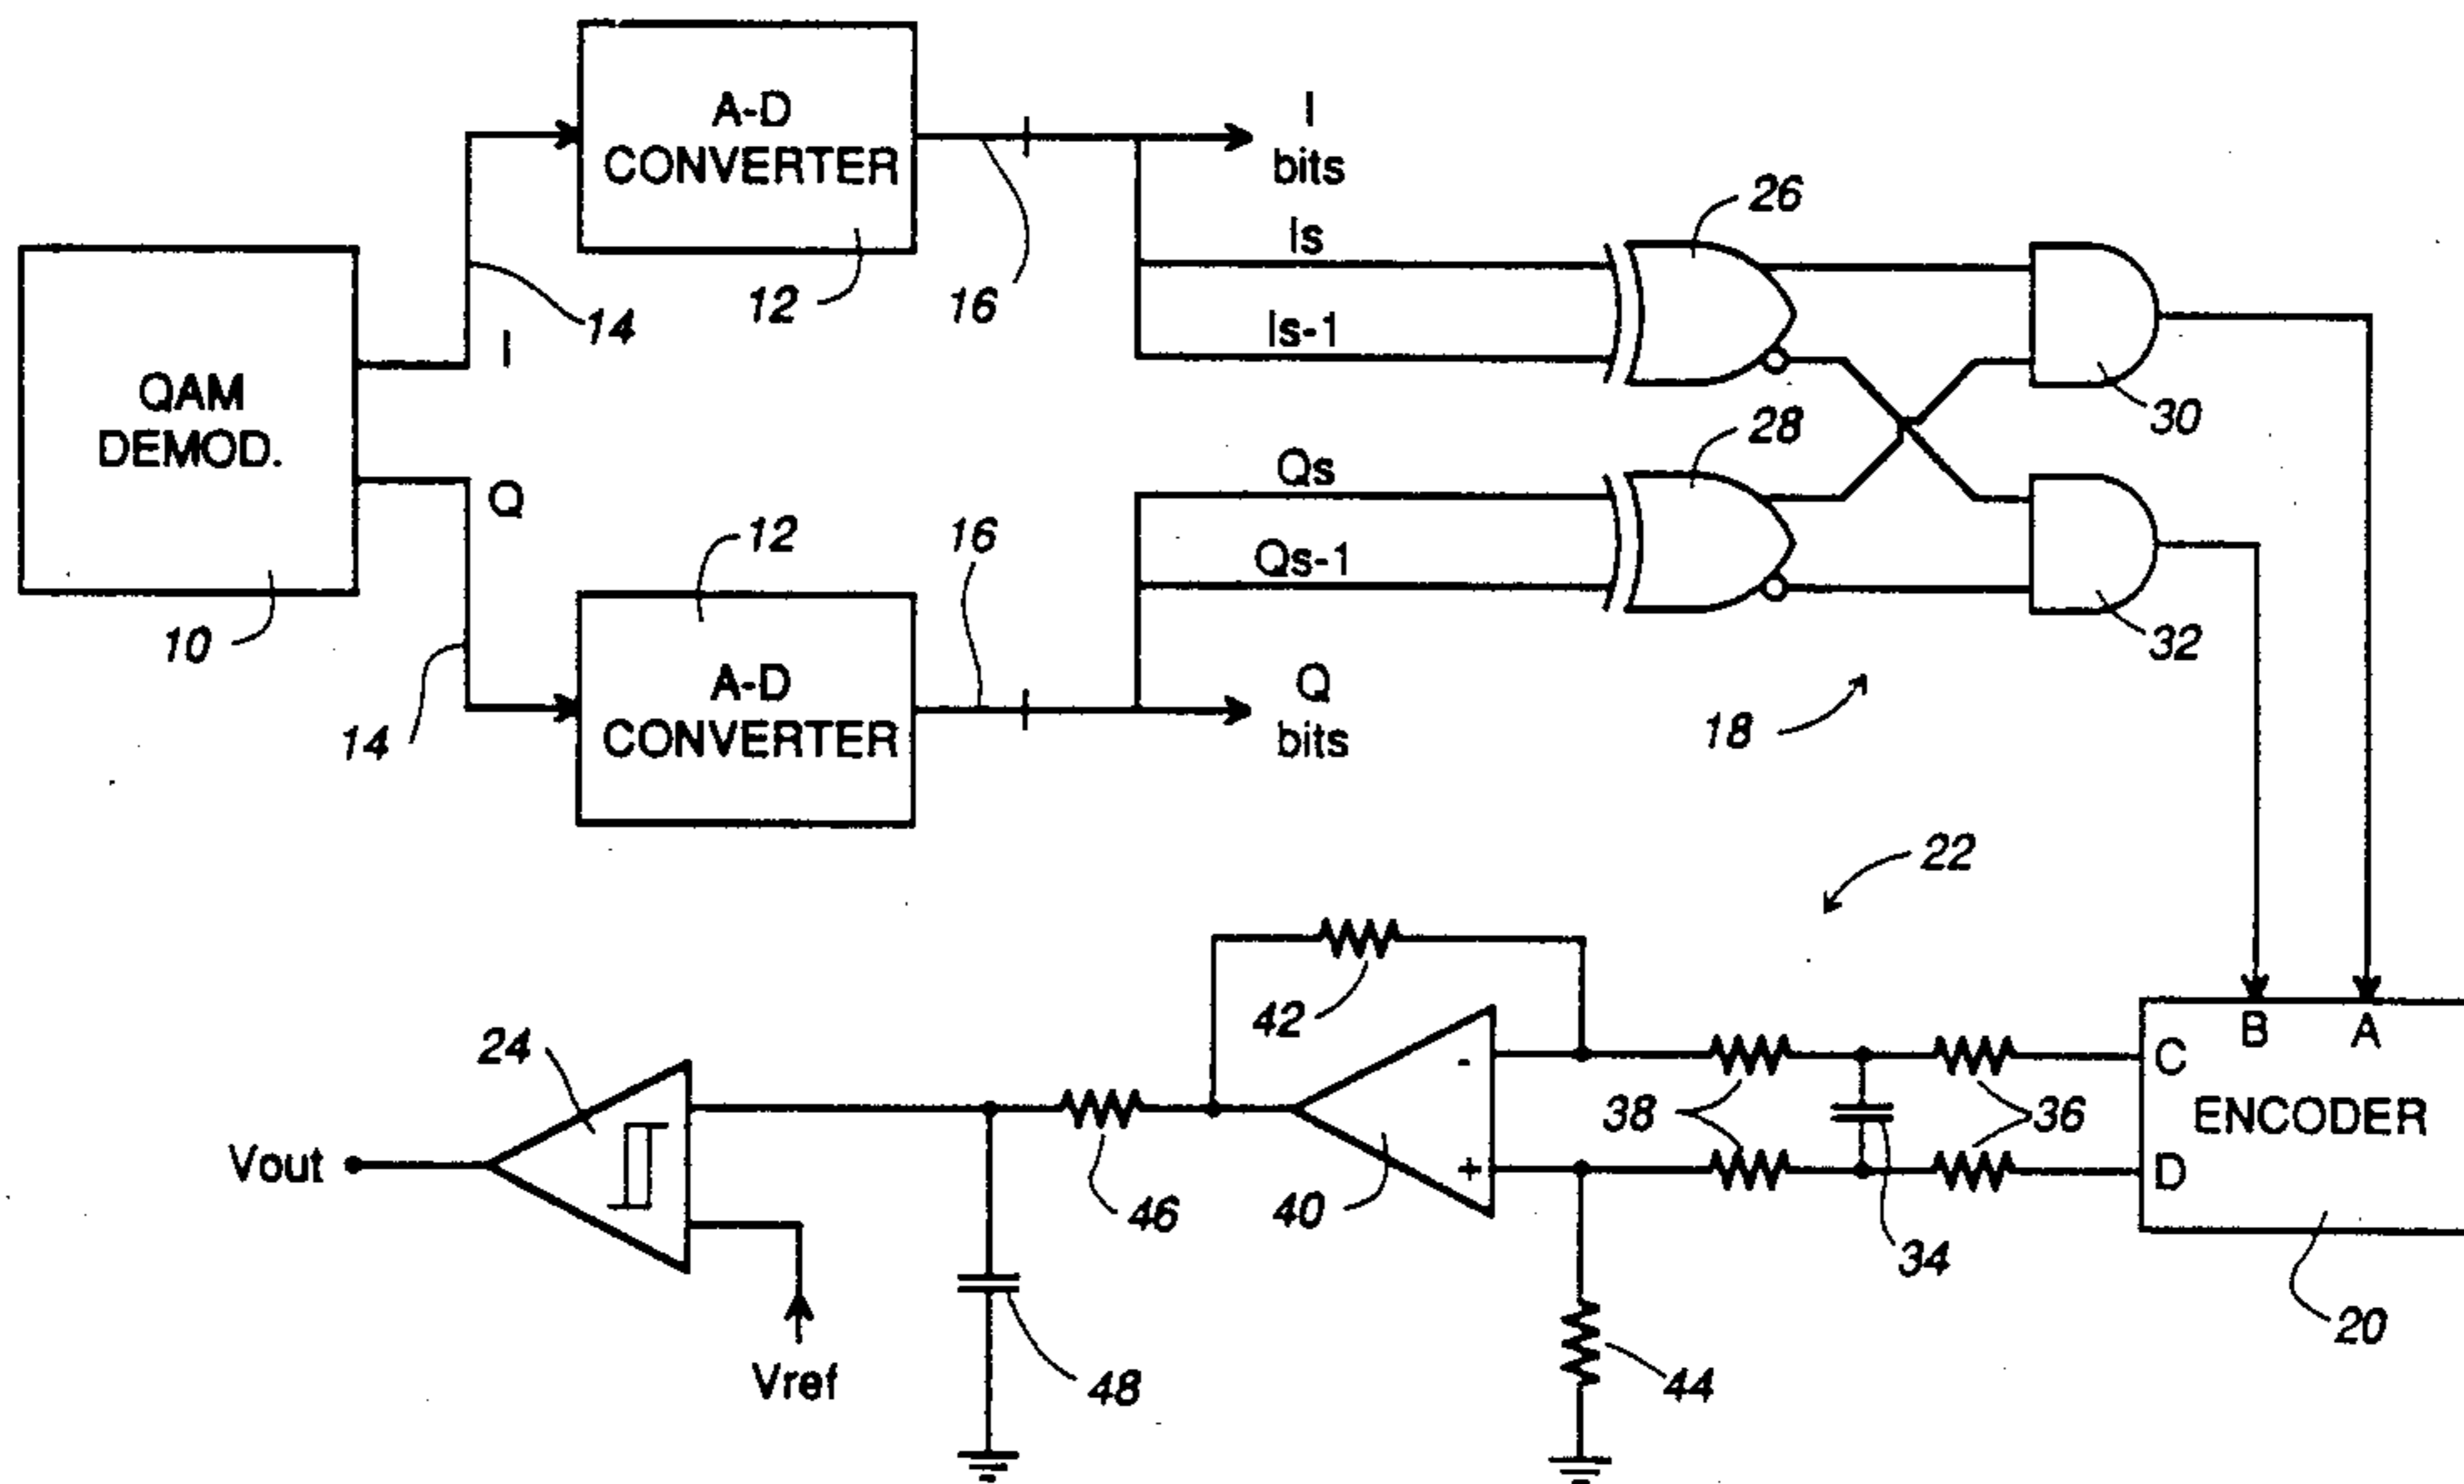 A-D
CONVERTER
12
14
16
I
bits
Is
Is-1
26
30
QAM
DEMOD.
10
I
Q
14
12
16
A-D
CONVERTER
Qs
Qs-1
28
32
Q
bits
18
22
B
A
C
ENCODER
D
20
36
34
38
42
-
+
40
44
46
48
24
Vout
Vref